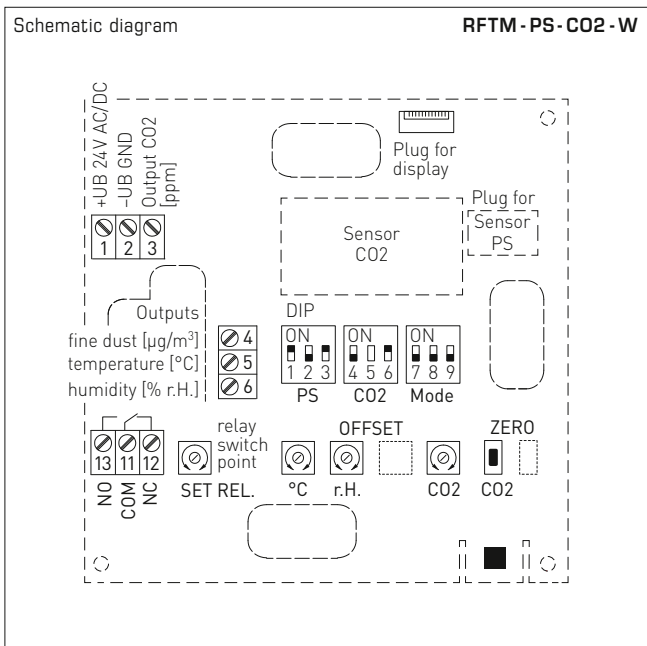 Schematic diagram
RFTM-PS-CO2-W
+UB 24V AC/DC
–UB GND
Output CO2
[ppm]
1 2 3
Plug for
display
Sensor
CO2
Plug for
Sensor
PS
Outputs
fine dust [µg/m³]
temperature [°C]
humidity [% r.H.]
4
5
6
DIP
ON ON ON
1 2 3 4 5 6 7 8 9
PS CO2 Mode
13 11 12
NO
COM
NC
relay
switch
point
SET REL.
OFFSET
°C r.H. CO2
ZERO
CO2